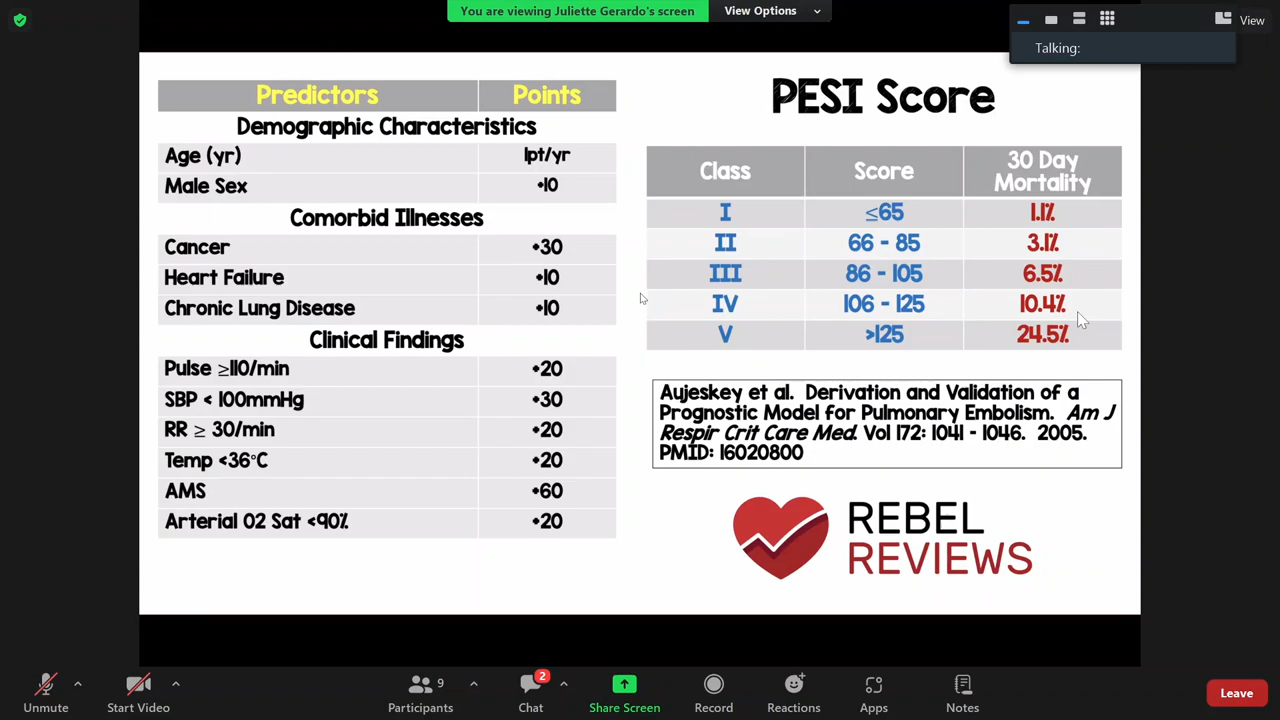 You are viewing Juliette Gerardo's screen
View Options
View
Talking:
PESI Score
Predictors Points
Demographic Characteristics
Age (yr) 1pt/yr
Male Sex +10
Comorbid Illnesses
Cancer +30
Heart Failure +10
Chronic Lung Disease +10
Clinical Findings
Pulse ≥110/min +20
SBP < 100mmHg +30
RR ≥ 30/min +20
Temp <36°C +20
AMS +60
Arterial O2 Sat <90% +20
Class Score 30 Day
Mortality
I ≤65 1.1%
II 66 - 85 3.1%
III 86 - 105 6.5%
IV 106 - 125 10.4%
V >125 24.5%
Aujeskey et al. Derivation and Validation of a
Prognostic Model for Pulmonary Embolism. Am J
Respir Crit Care Med. Vol 172: 1041 - 1046. 2005.
PMID: 16020800
REBEL
REVIEWS
Unmute
Start Video
Participants 9
Chat 2
Share Screen
Record
Reactions
Apps
Notes
Leave